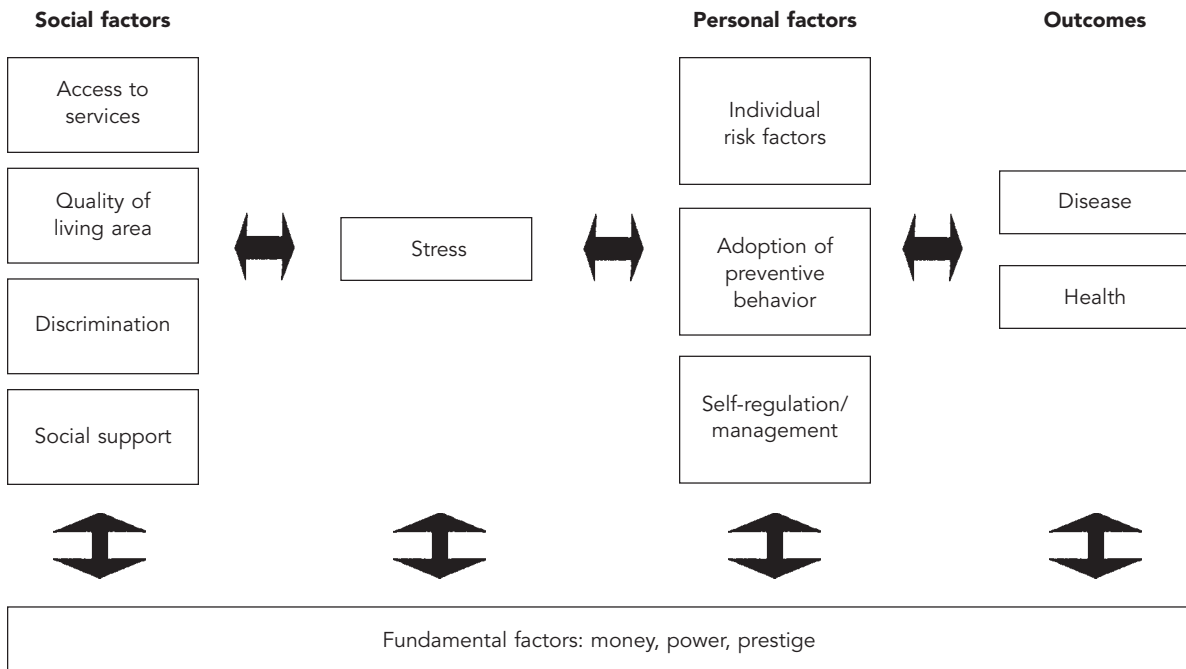 Social factors
Personal factors
Outcomes
Access to
services
Quality of
living area
Discrimination
Social support
Stress
Individual
risk factors
Adoption of
preventive
behavior
Self-regulation/
management
Disease
Health
Fundamental factors: money, power, prestige